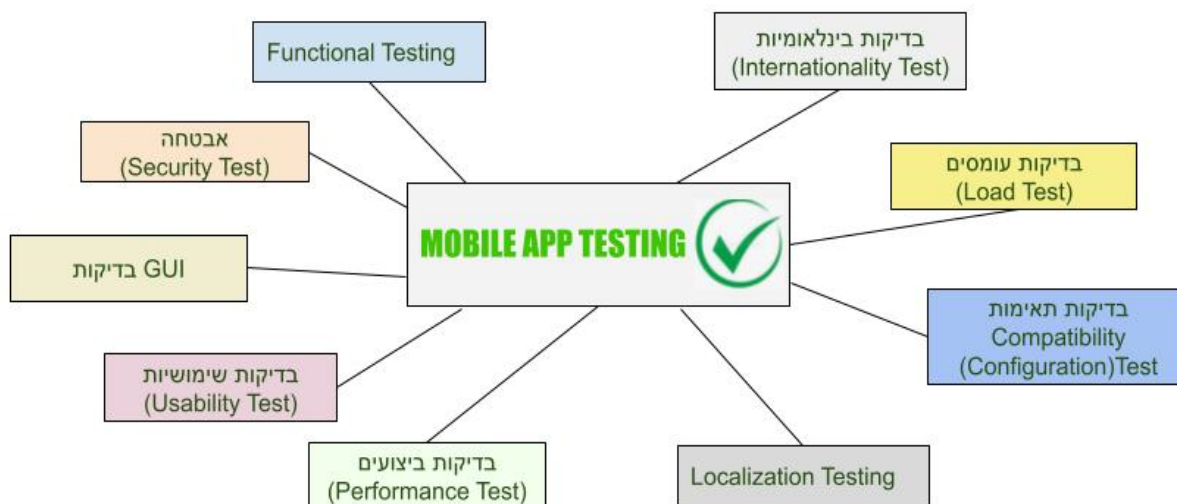 Functional Testing
בדיקות בינלאומיות
(Internationality Test)
אבטחה
(Security Test)
בדיקות עומסים
(Load Test)
MOBILE APP TESTING
בדיקות GUI
בדיקות תאימות
Compatibility
(Configuration)Test
בדיקות שימושיות
(Usability Test)
בדיקות ביצועים
(Performance Test)
Localization Testing